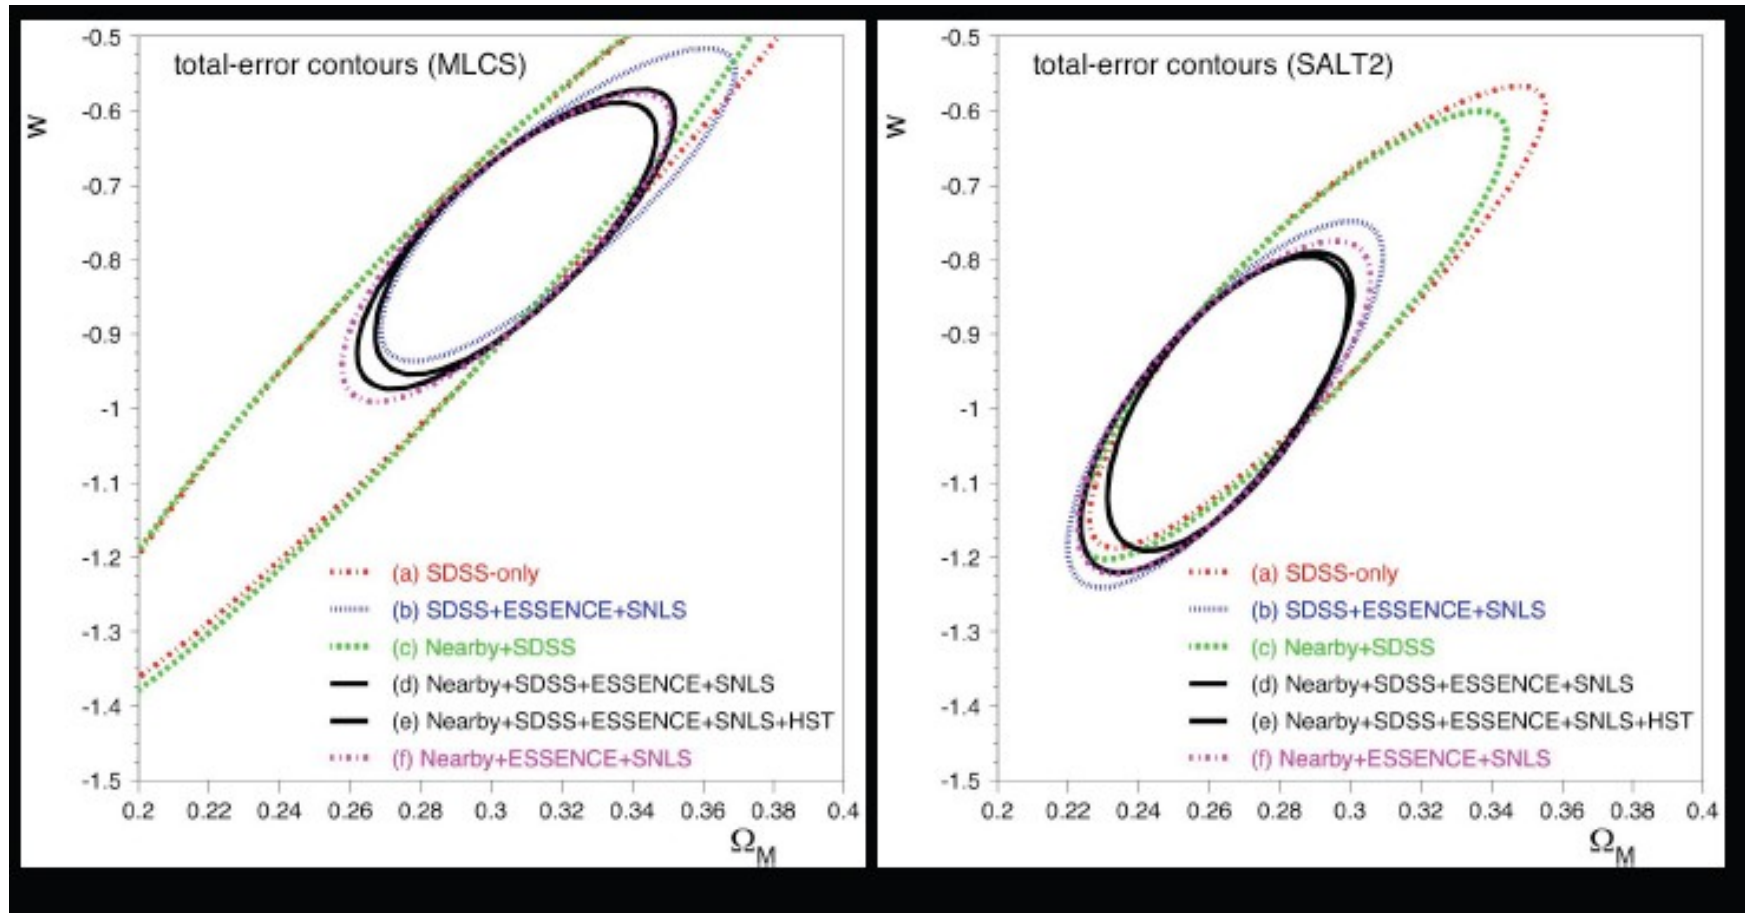 total-error contours (MLCS)
w
-0.5
-0.6
-0.7
-0.8
-0.9
-1
-1.1
-1.2
-1.3
-1.4
-1.5
(a) SDSS-only
(b) SDSS+ESSENCE+SNLS
(c) Nearby+SDSS
(d) Nearby+SDSS+ESSENCE+SNLS
(e) Nearby+SDSS+ESSENCE+SNLS+HST
(f) Nearby+ESSENCE+SNLS
0.2 0.22 0.24 0.26 0.28 0.3 0.32 0.34 0.36 0.38 0.4
Ω_M
total-error contours (SALT2)
w
-0.5
-0.6
-0.7
-0.8
-0.9
-1
-1.1
-1.2
-1.3
-1.4
-1.5
(a) SDSS-only
(b) SDSS+ESSENCE+SNLS
(c) Nearby+SDSS
(d) Nearby+SDSS+ESSENCE+SNLS
(e) Nearby+SDSS+ESSENCE+SNLS+HST
(f) Nearby+ESSENCE+SNLS
0.2 0.22 0.24 0.26 0.28 0.3 0.32 0.34 0.36 0.38 0.4
Ω_M